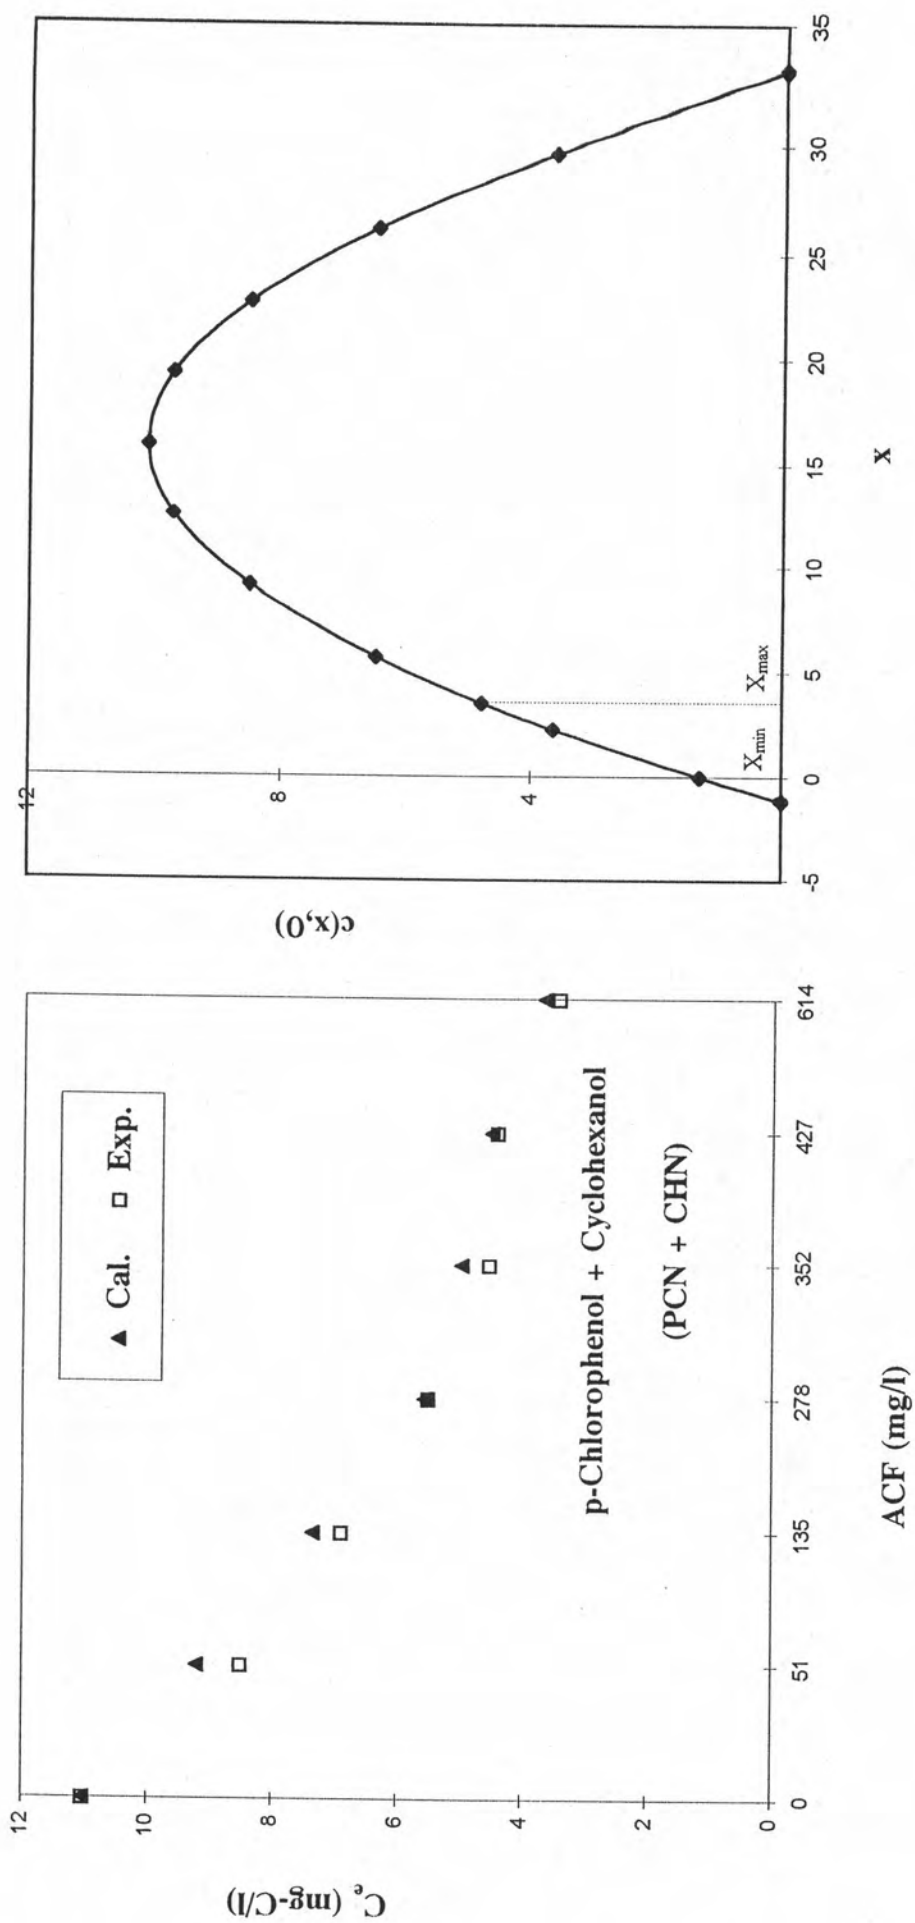 12
10
8
6
4
2
0
C_e (mg-C/l)
▲ Cal. □ Exp.
p-Chlorophenol + Cyclohexanol
(PCN + CHN)
0 51 135 278 352 427 614
ACF (mg/l)
12
8
4
c(x,0)
X_min X_max
-5 0 5 10 15 20 25 30 35
x